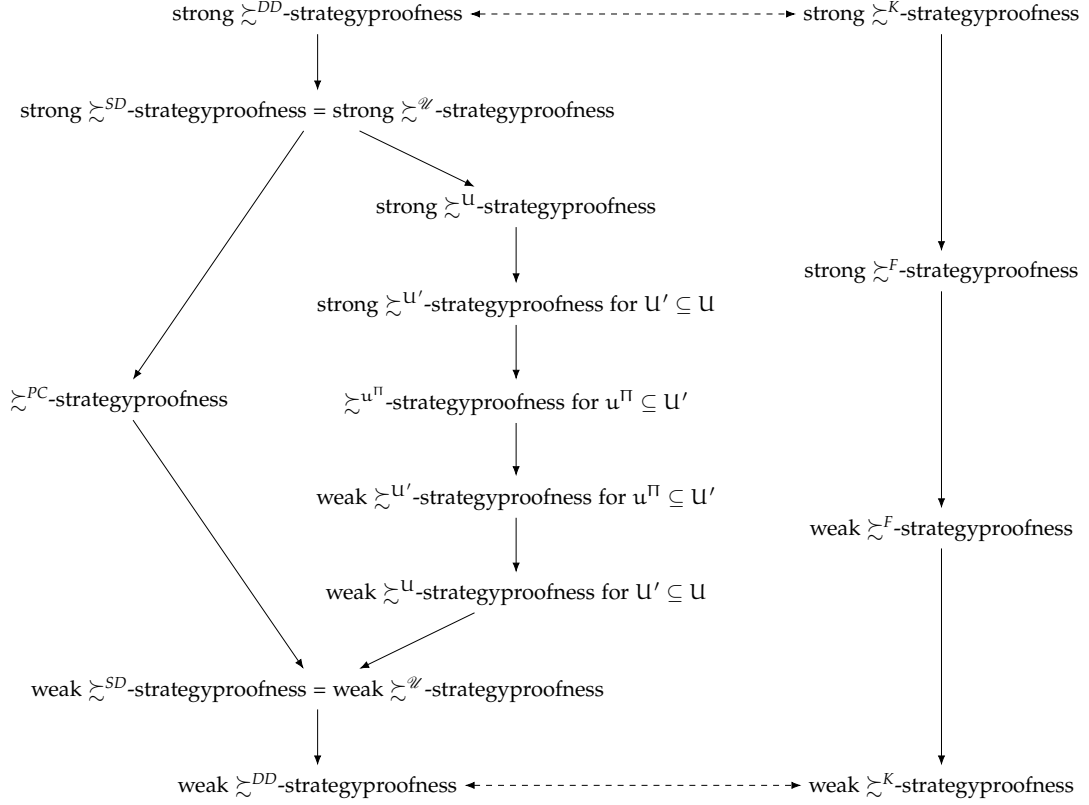 strong ≿^{DD}-strategyproofness
strong ≿^{K}-strategyproofness
strong ≿^{SD}-strategyproofness = strong ≿^{𝒰}-strategyproofness
strong ≿^{U}-strategyproofness
strong ≿^{F}-strategyproofness
strong ≿^{U′}-strategyproofness for U′ ⊆ U
≿^{PC}-strategyproofness
≿^{u^Π}-strategyproofness for u^Π ⊆ U′
weak ≿^{U′}-strategyproofness for u^Π ⊆ U′
weak ≿^{F}-strategyproofness
weak ≿^{U}-strategyproofness for U′ ⊆ U
weak ≿^{SD}-strategyproofness = weak ≿^{𝒰}-strategyproofness
weak ≿^{DD}-strategyproofness
weak ≿^{K}-strategyproofness